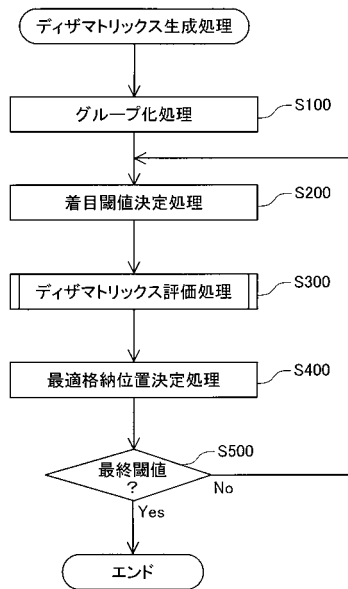 ディザマトリックス生成処理
グループ化処理
S100
着目閾値決定処理
S200
ディザマトリックス評価処理
S300
最適格納位置決定処理
S400
最終閾値
?
S500
No
Yes
エンド